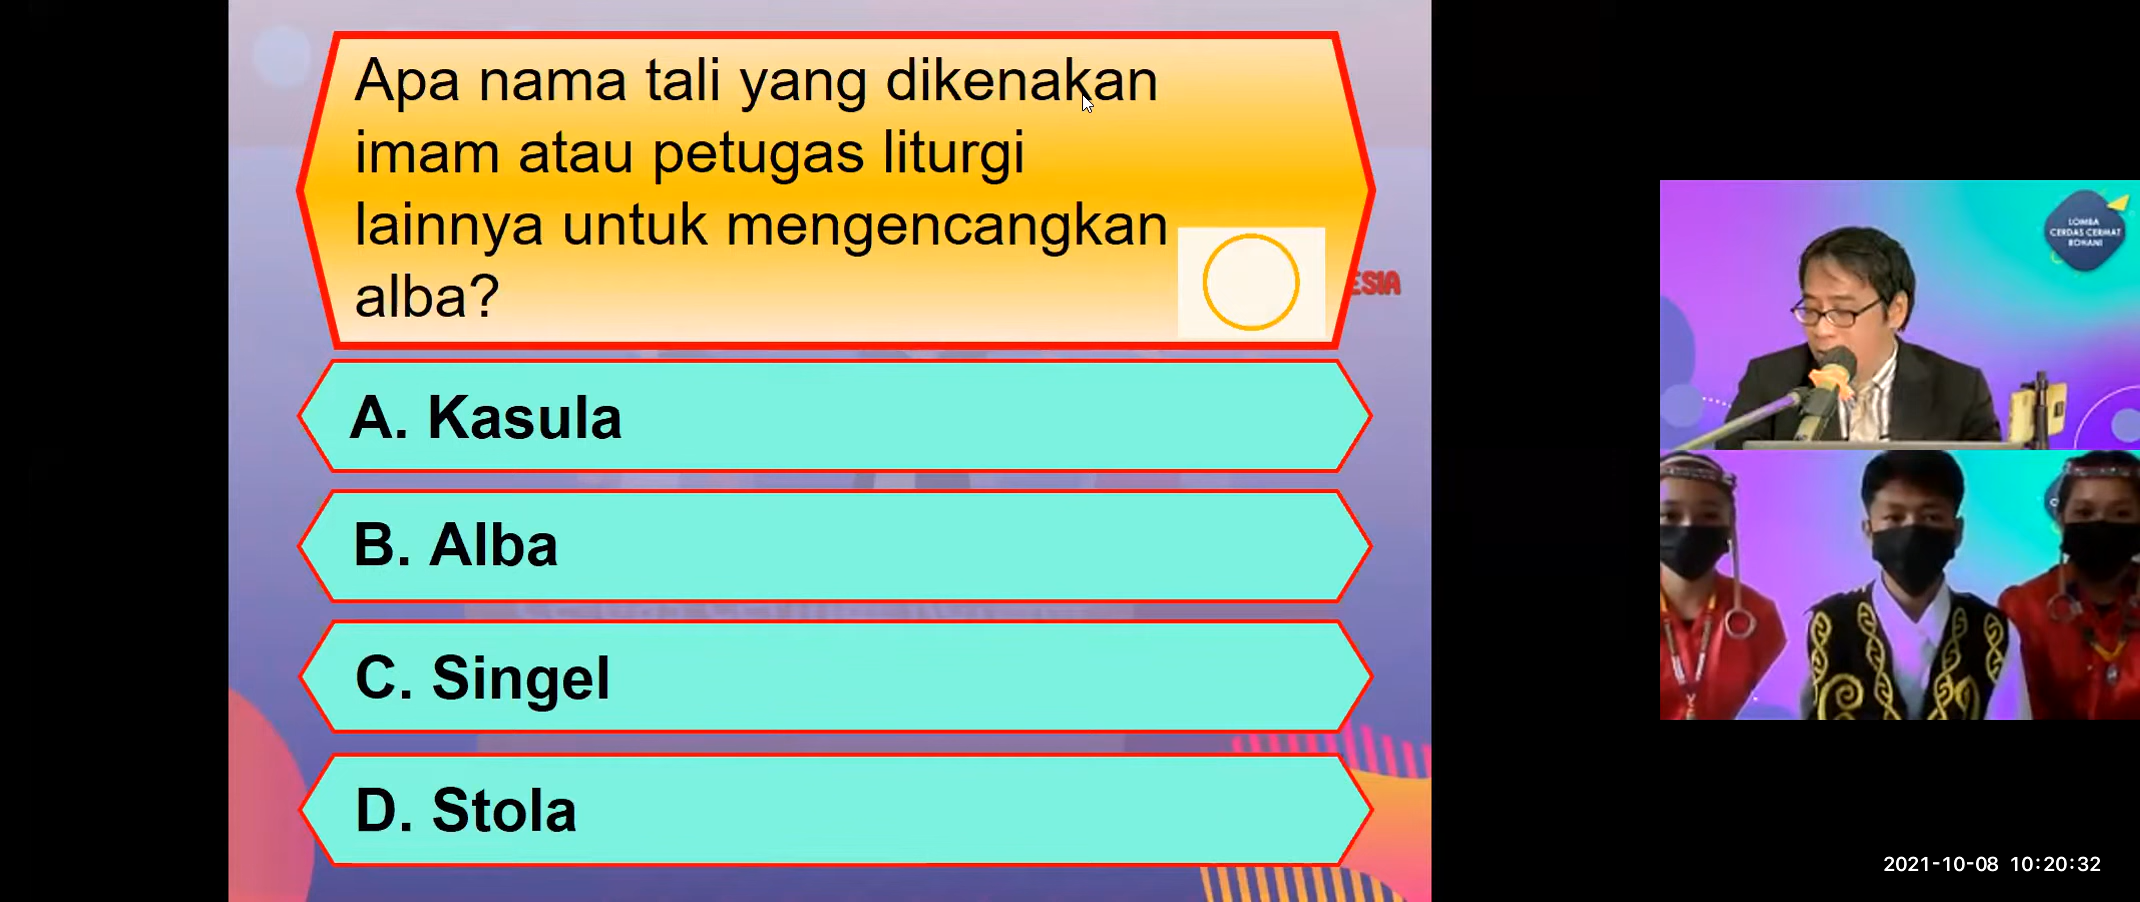 Apa nama tali yang dikenakan
imam atau petugas liturgi
lainnya untuk mengencangkan
alba?
ESIA
A. Kasula
B. Alba
C. Singel
D. Stola
LOMBA
CERDAS CERMAT
ROHANI
2021-10-08 10:20:32